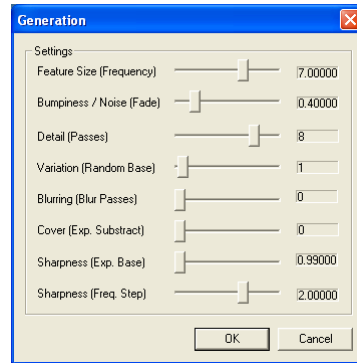 Generation
Settings
Feature Size (Frequency) 7.00000
Bumpiness / Noise (Fade) 0.40000
Detail (Passes) 8
Variation (Random Base) 1
Blurring (Blur Passes) 0
Cover (Exp. Substract) 0
Sharpness (Exp. Base) 0.99000
Sharpness (Freq. Step) 2.00000
OK Cancel